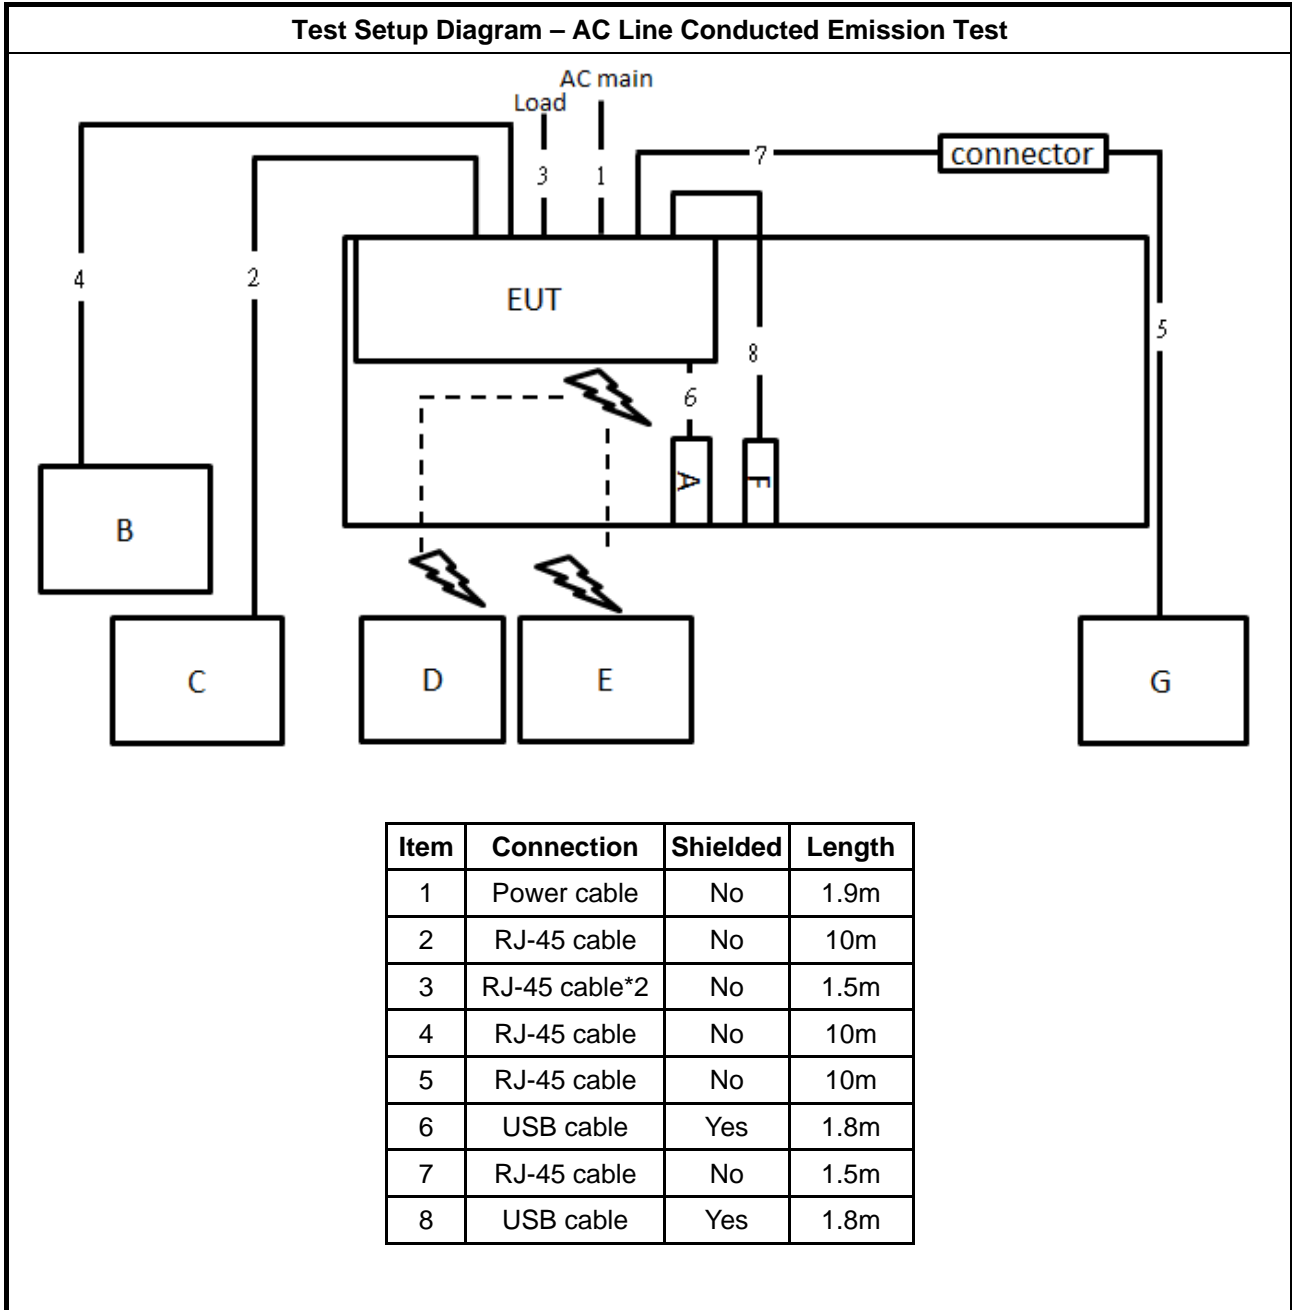 Test Setup Diagram – AC Line Conducted Emission Test
AC main
Load
7
connector
3
1
4
2
EUT
5
8
6
A
F
B
C
D
E
G
Item Connection Shielded Length
1 Power cable No 1.9m
2 RJ-45 cable No 10m
3 RJ-45 cable*2 No 1.5m
4 RJ-45 cable No 10m
5 RJ-45 cable No 10m
6 USB cable Yes 1.8m
7 RJ-45 cable No 1.5m
8 USB cable Yes 1.8m